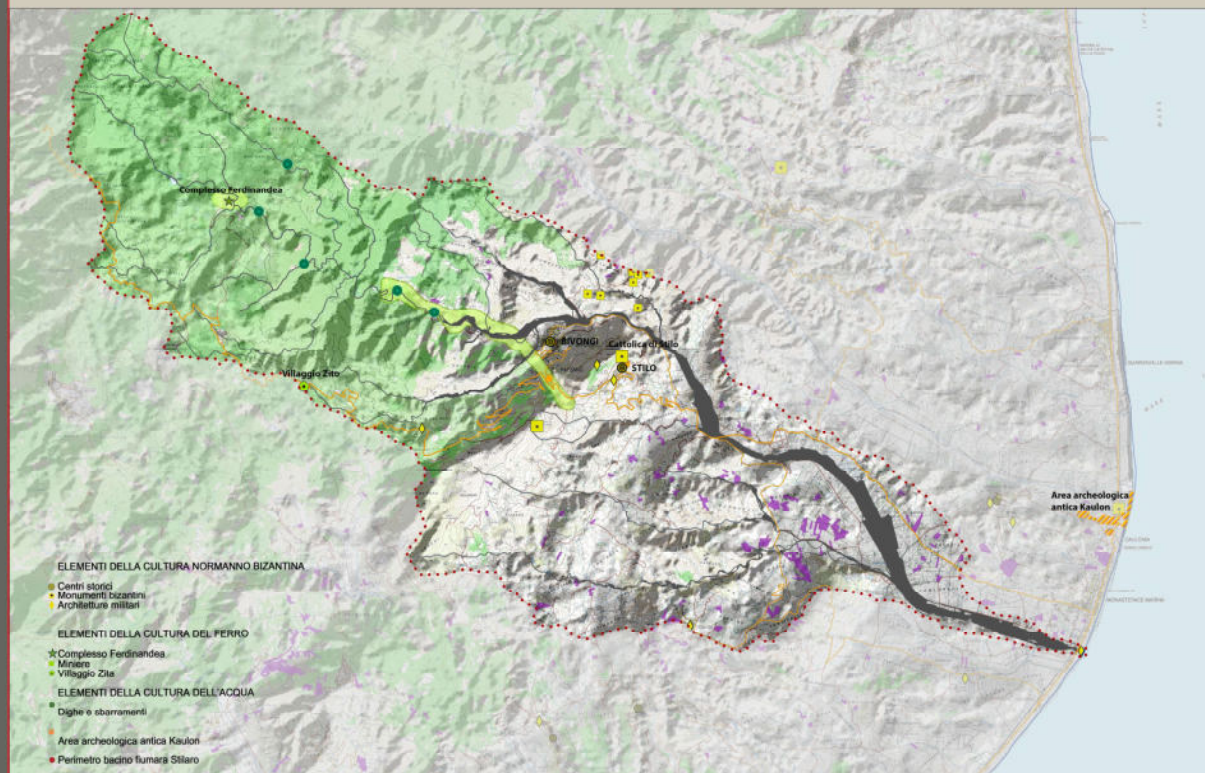 Complesso Ferdinandea
BIVONGI
Cattolica di Stilo
STILO
Villaggio Zito
Area archeologica
antica Kaulon
MONASTERACE MARINA
ELEMENTI DELLA CULTURA NORMANNO BIZANTINA
Centri storici
Monumenti bizantini
Architetture militari
ELEMENTI DELLA CULTURA DEL FERRO
Complesso Ferdinandea
Miniere
Villaggio Zita
ELEMENTI DELLA CULTURA DELL'ACQUA
Dighe e sbarramenti
Area archeologica antica Kaulon
Perimetro bacino fiumara Stilaro